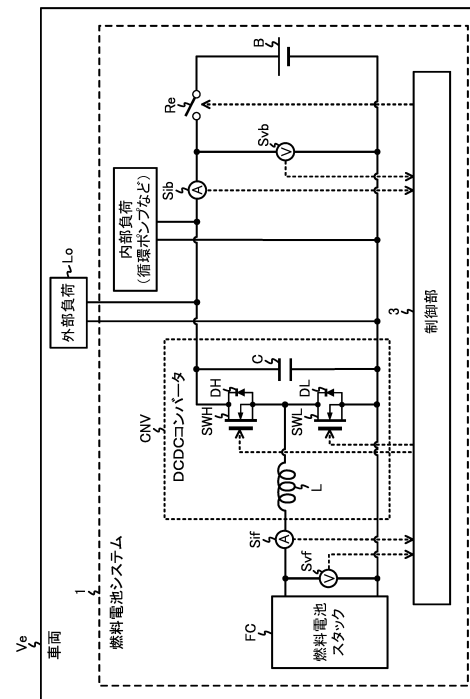 Ve
車両
1
燃料電池システム
CNV
DCDCコンバータ
外部負荷
Lo
内部負荷
(循環ポンプなど)
Re
B
Sib
A
Svb
V
C
DH
SWH
DL
SWL
L
Sif
A
Svf
V
FC
燃料電池
スタック
3
制御部